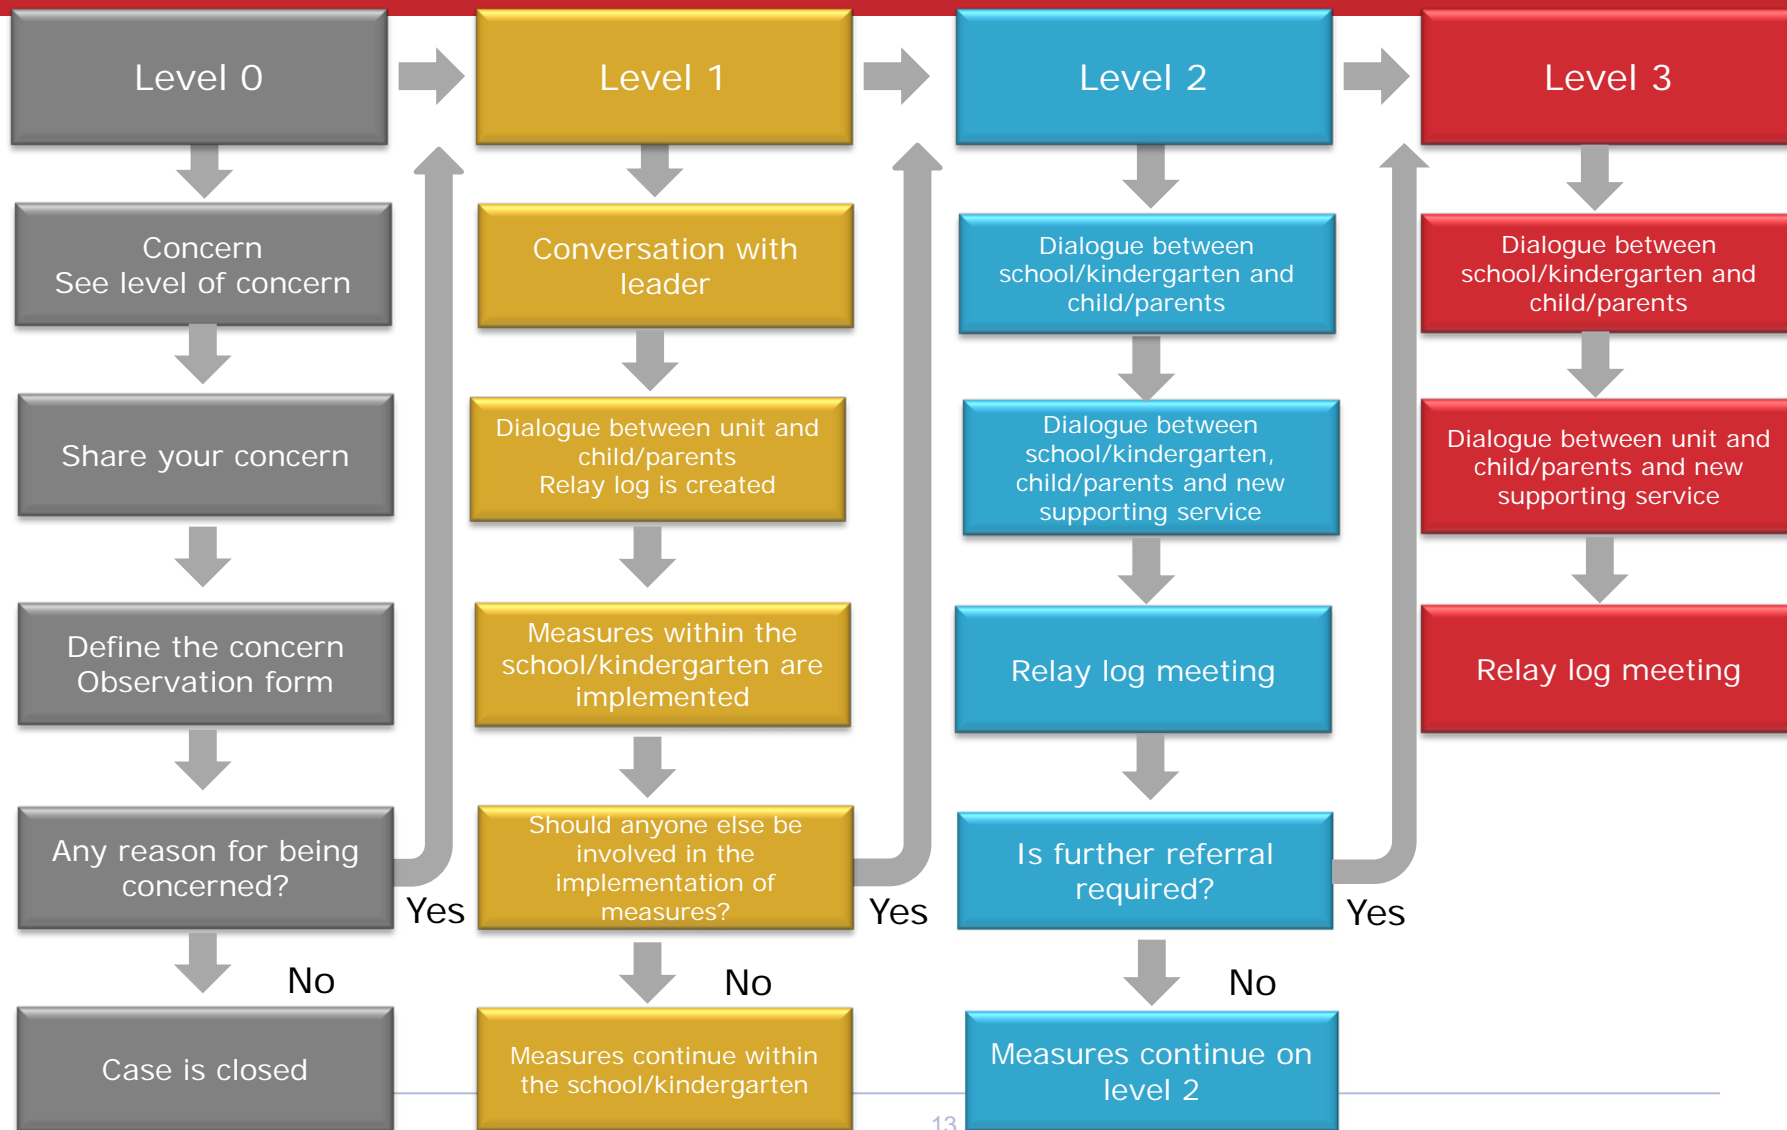 Level 0
Level 1
Level 2
Level 3
Concern
See level of concern
Share your concern
Define the concern
Observation form
Any reason for being
concerned?
Yes
No
Case is closed
Conversation with
leader
Dialogue between unit and
child/parents
Relay log is created
Measures within the
school/kindergarten are
implemented
Should anyone else be
involved in the
implementation of
measures?
Yes
No
Measures continue within
the school/kindergarten
Dialogue between
school/kindergarten and
child/parents
Dialogue between
school/kindergarten,
child/parents and new
supporting service
Relay log meeting
Is further referral
required?
Yes
No
Measures continue on
level 2
Dialogue between
school/kindergarten and
child/parents
Dialogue between unit and
child/parents and new
supporting service
Relay log meeting
13